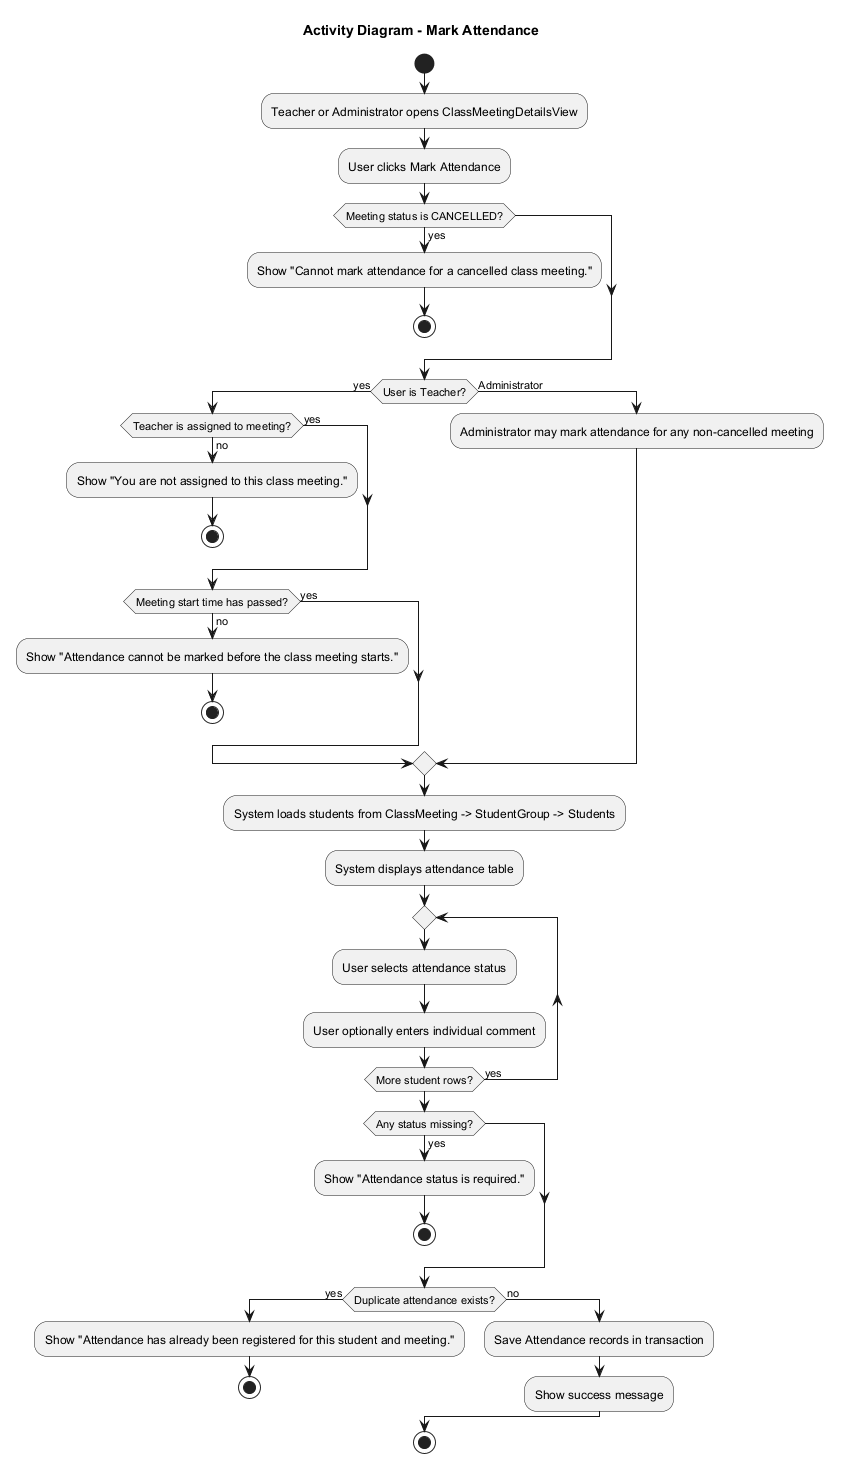 Activity Diagram - Mark Attendance
Teacher or Administrator opens ClassMeetingDetailsView
User clicks Mark Attendance
Meeting status is CANCELLED?
yes
Show "Cannot mark attendance for a cancelled class meeting."
yes
User is Teacher?
Administrator
Teacher is assigned to meeting?
yes
Administrator may mark attendance for any non-cancelled meeting
no
Show "You are not assigned to this class meeting."
Meeting start time has passed?
yes
no
Show "Attendance cannot be marked before the class meeting starts."
System loads students from ClassMeeting -> StudentGroup -> Students
System displays attendance table
User selects attendance status
User optionally enters individual comment
More student rows?
yes
Any status missing?
yes
Show "Attendance status is required."
yes
Duplicate attendance exists?
no
Show "Attendance has already been registered for this student and meeting."
Save Attendance records in transaction
Show success message